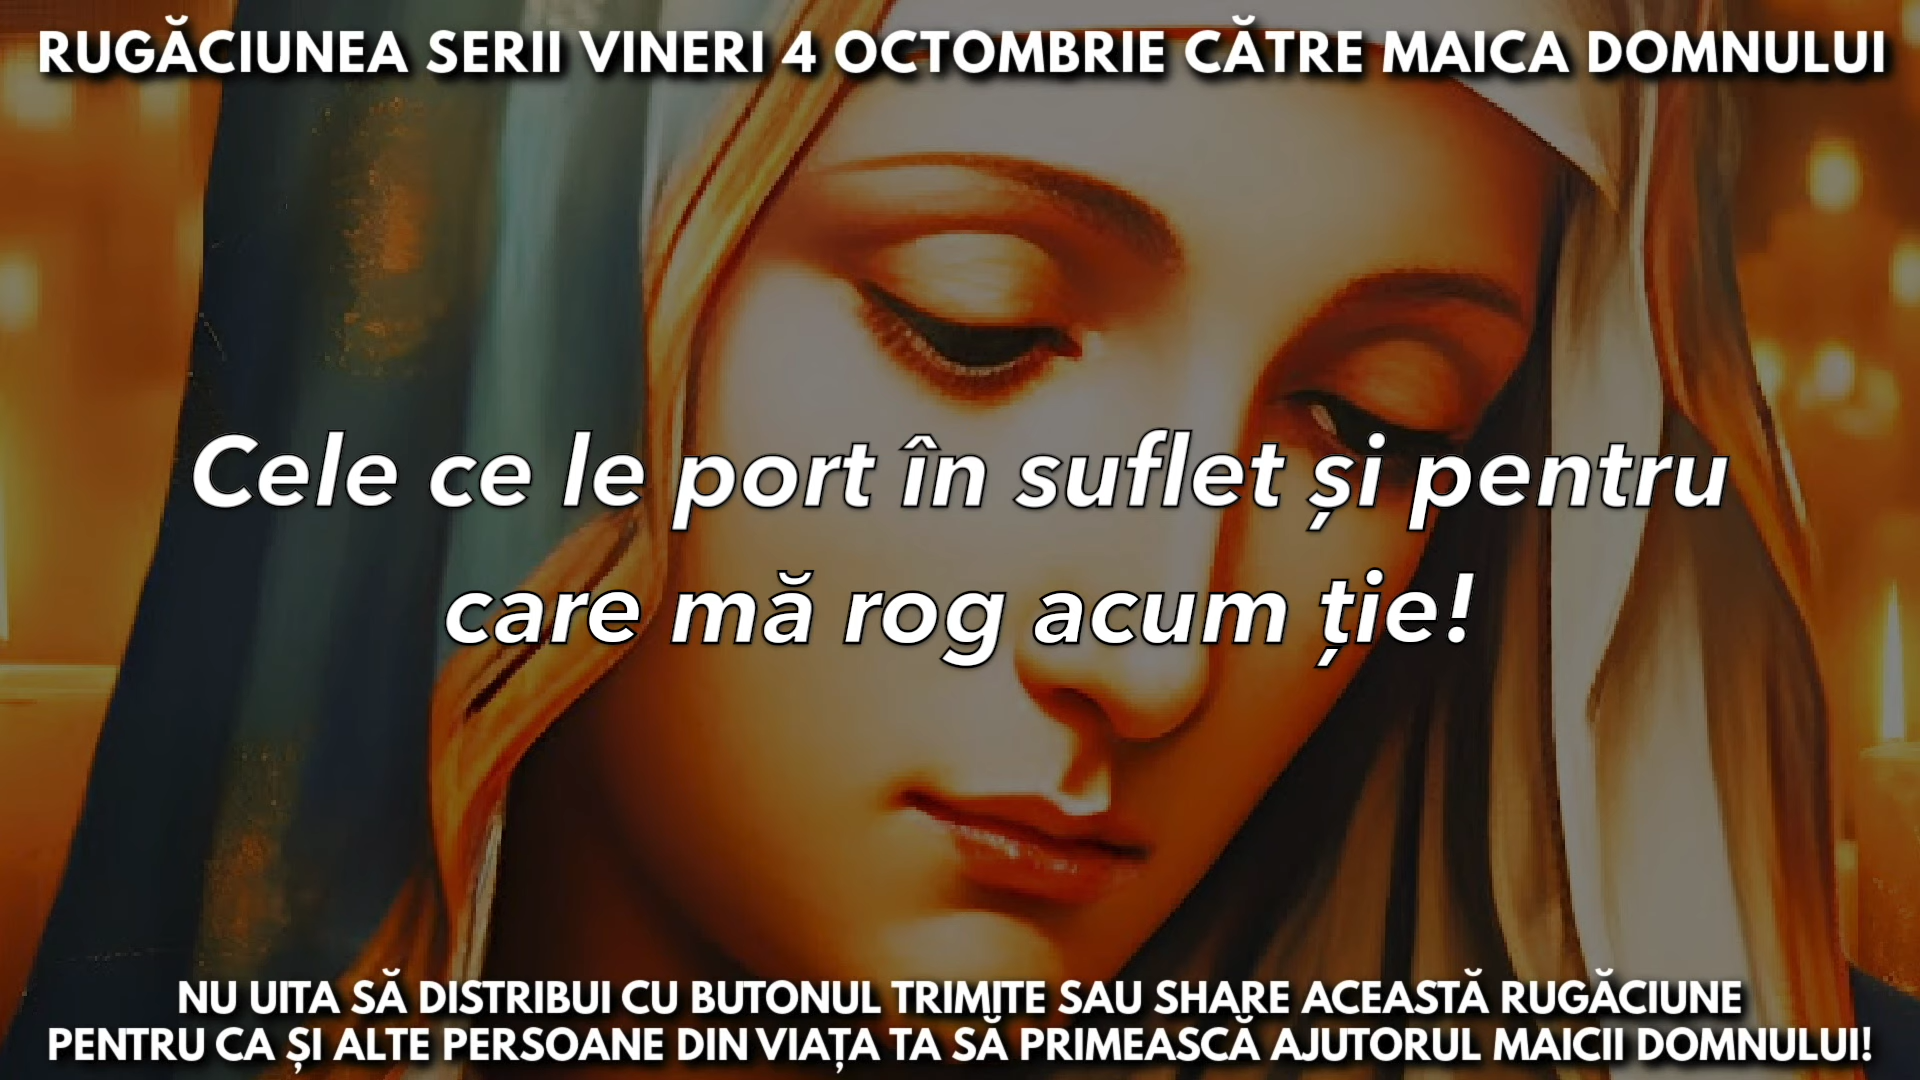 RUGĂCIUNEA SERII VINERI 4 OCTOMBRIE CĂTRE MAICA DOMNULUI
Cele ce le port în suflet și pentru
care mă rog acum ție!
NU UITA SĂ DISTRIBUI CU BUTONUL TRIMITE SAU SHARE ACEASTĂ RUGĂCIUNE
PENTRU CA ȘI ALTE PERSOANE DIN VIAȚA TA SĂ PRIMEASCĂ AJUTORUL MAICII DOMNULUI!